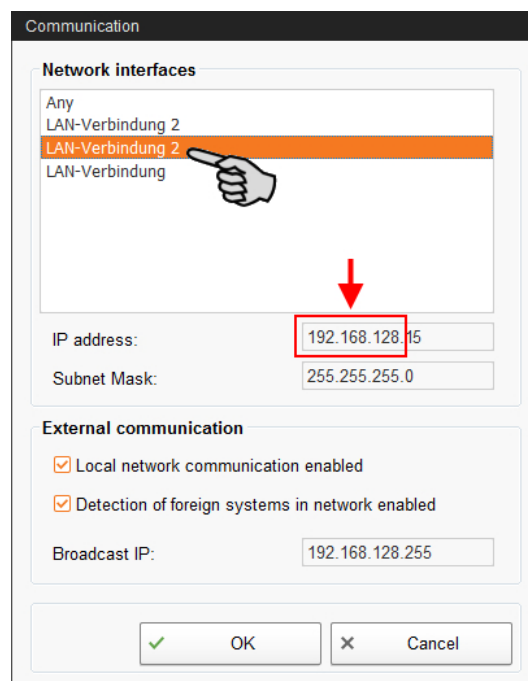 Communication
Network interfaces
Any
LAN-Verbindung 2
LAN-Verbindung 2
LAN-Verbindung
IP address: 192.168.128.15
Subnet Mask: 255.255.255.0
External communication
Local network communication enabled
Detection of foreign systems in network enabled
Broadcast IP: 192.168.128.255
OK Cancel